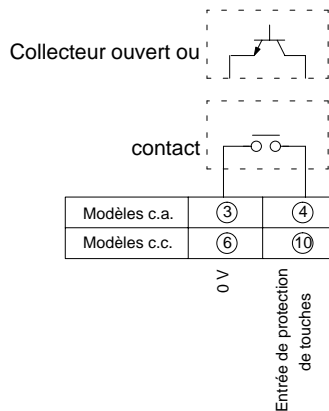 Collecteur ouvert ou
contact
Modèles c.a. 3 4
Modèles c.c. 6 10
0 V
Entrée de protection
de touches